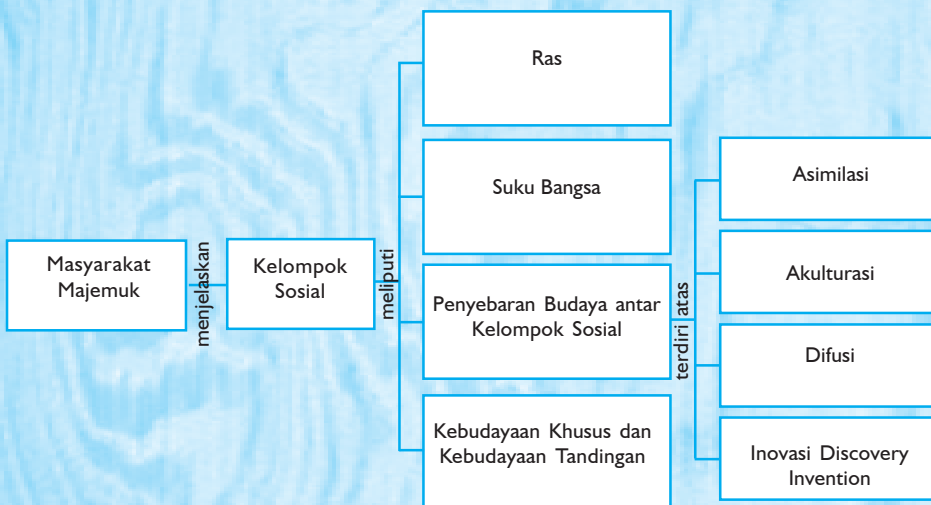 Masyarakat
Majemuk
menjelaskan
Kelompok
Sosial
meliputi
Ras
Suku Bangsa
Penyebaran Budaya antar
Kelompok Sosial
Kebudayaan Khusus dan
Kebudayaan Tandingan
terdiri atas
Asimilasi
Akulturasi
Difusi
Inovasi Discovery
Invention